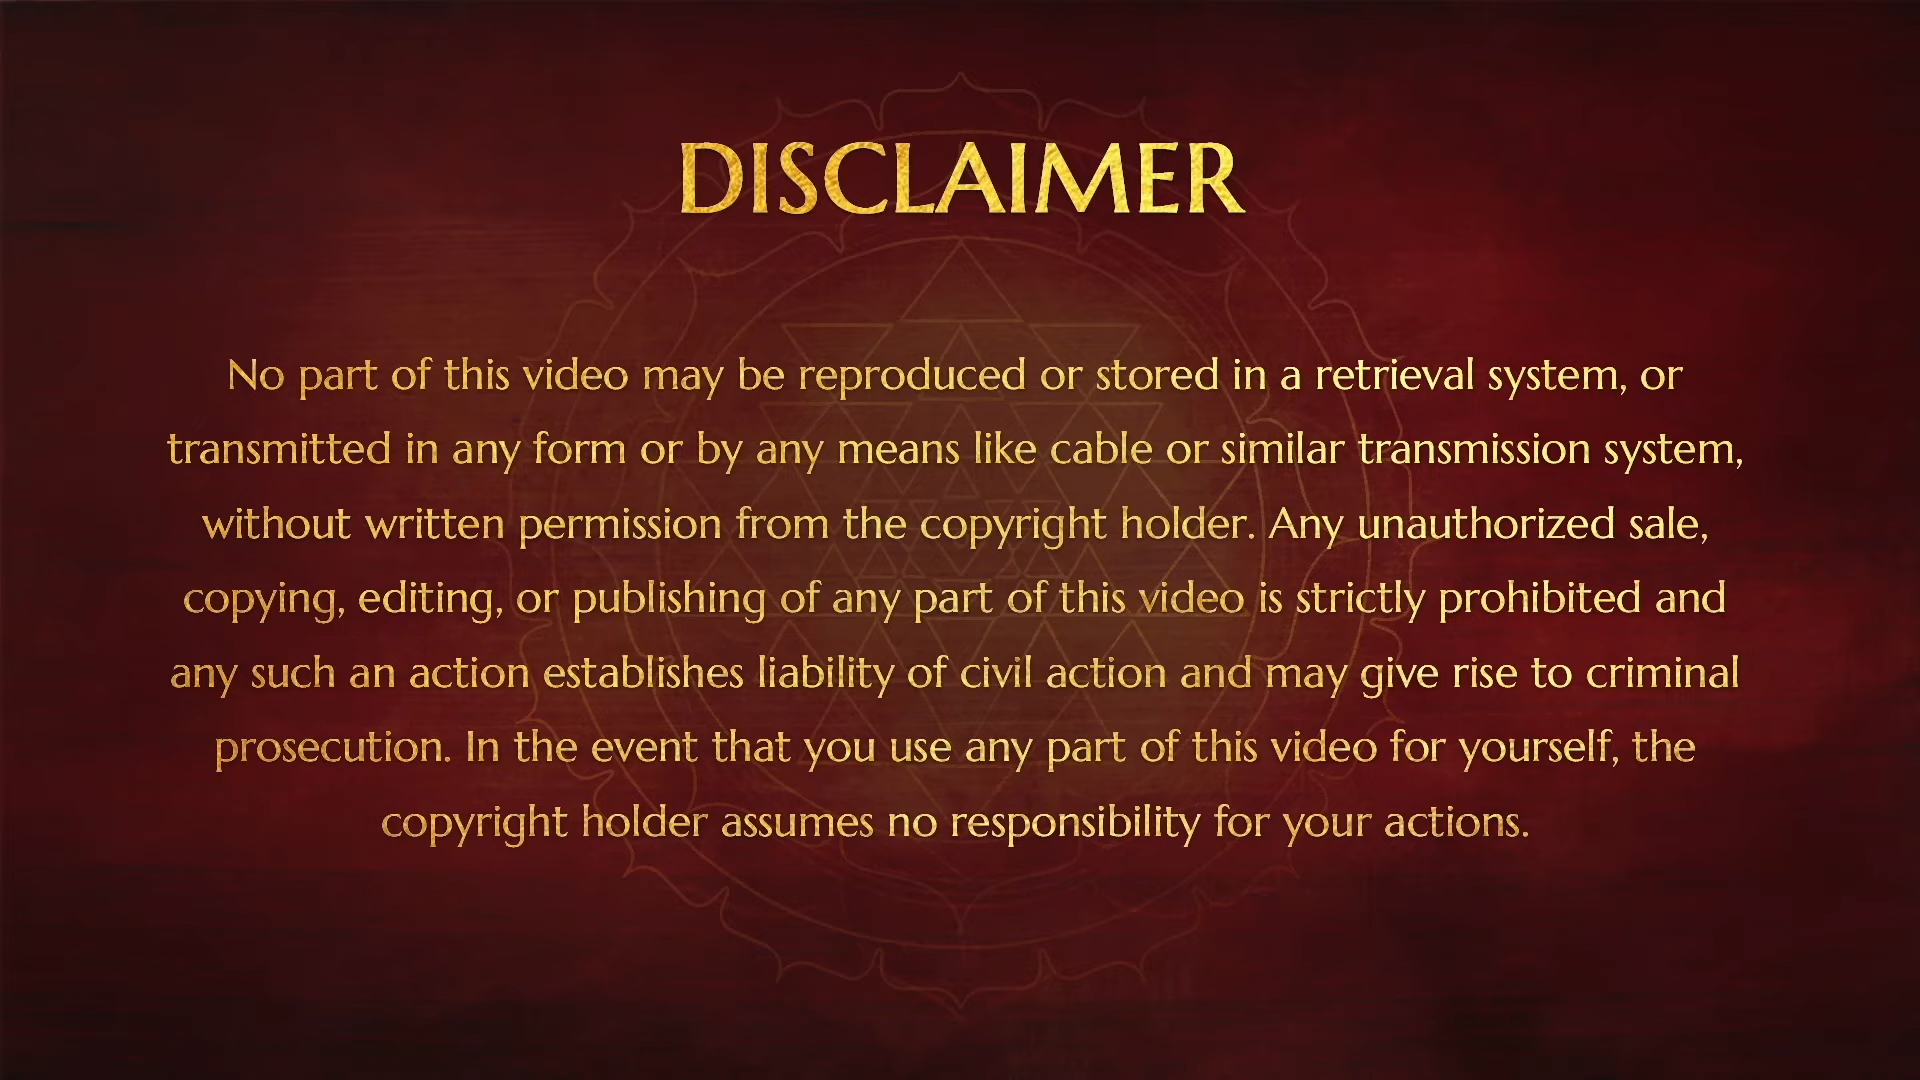 DISCLAIMER
No part of this video may be reproduced or stored in a retrieval system, or
transmitted in any form or by any means like cable or similar transmission system,
without written permission from the copyright holder. Any unauthorized sale,
copying, editing, or publishing of any part of this video is strictly prohibited and
any such an action establishes liability of civil action and may give rise to criminal
prosecution. In the event that you use any part of this video for yourself, the
copyright holder assumes no responsibility for your actions.